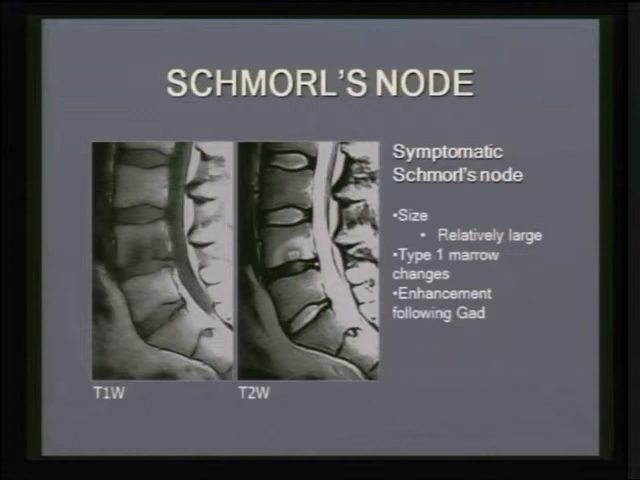 SCHMORL'S NODE
Symptomatic
Schmorl's node
•Size
• Relatively large
•Type 1 marrow
changes
•Enhancement
following Gad
T1W
T2W